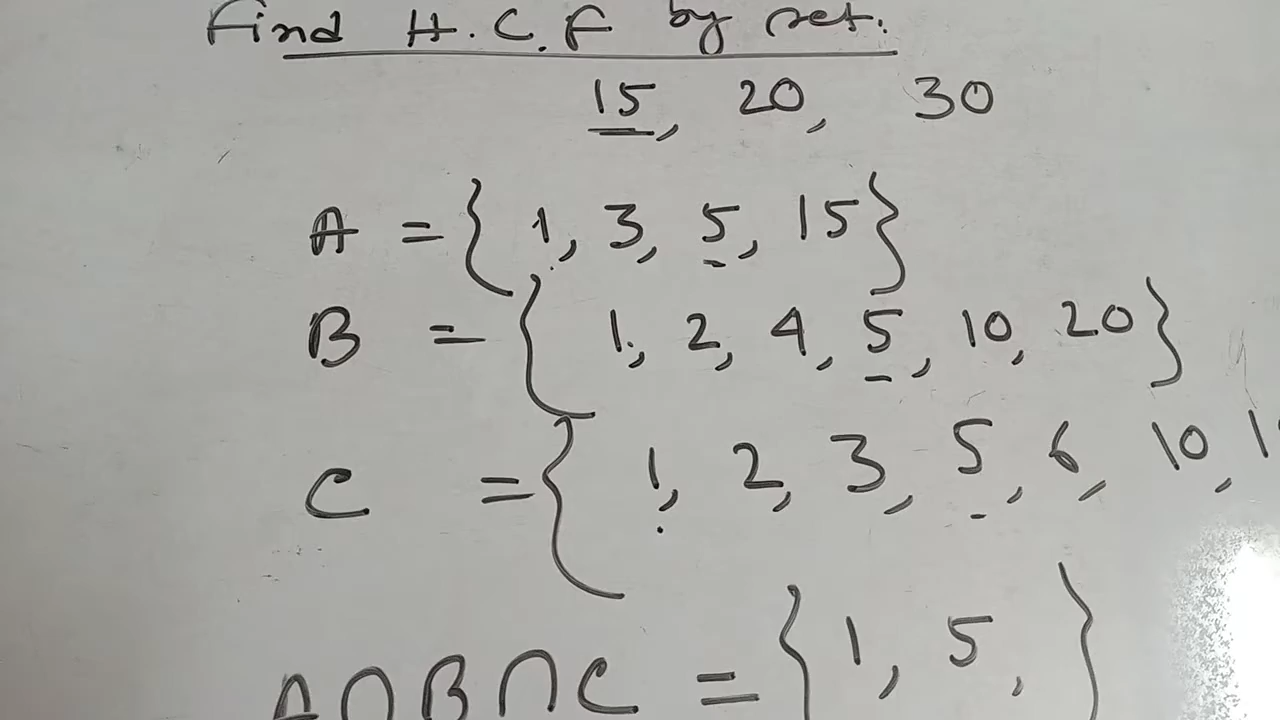 Find H.C.F by set.
15, 20, 30
A = { 1, 3, 5, 15}
B = { 1, 2, 4, 5, 10, 20}
C = { 1, 2, 3, 5, 6, 10, 1
A∩B∩C = { 1, 5, }